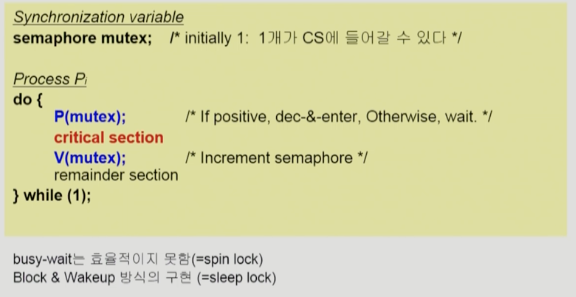 Synchronization variable
semaphore mutex; /* initially 1: 1개가 CS에 들어갈 수 있다 */
Process Pi
do {
P(mutex); /* If positive, dec-&-enter, Otherwise, wait. */
critical section
V(mutex); /* Increment semaphore */
remainder section
} while (1);
busy-wait는 효율적이지 못함(=spin lock)
Block & Wakeup 방식의 구현 (=sleep lock)